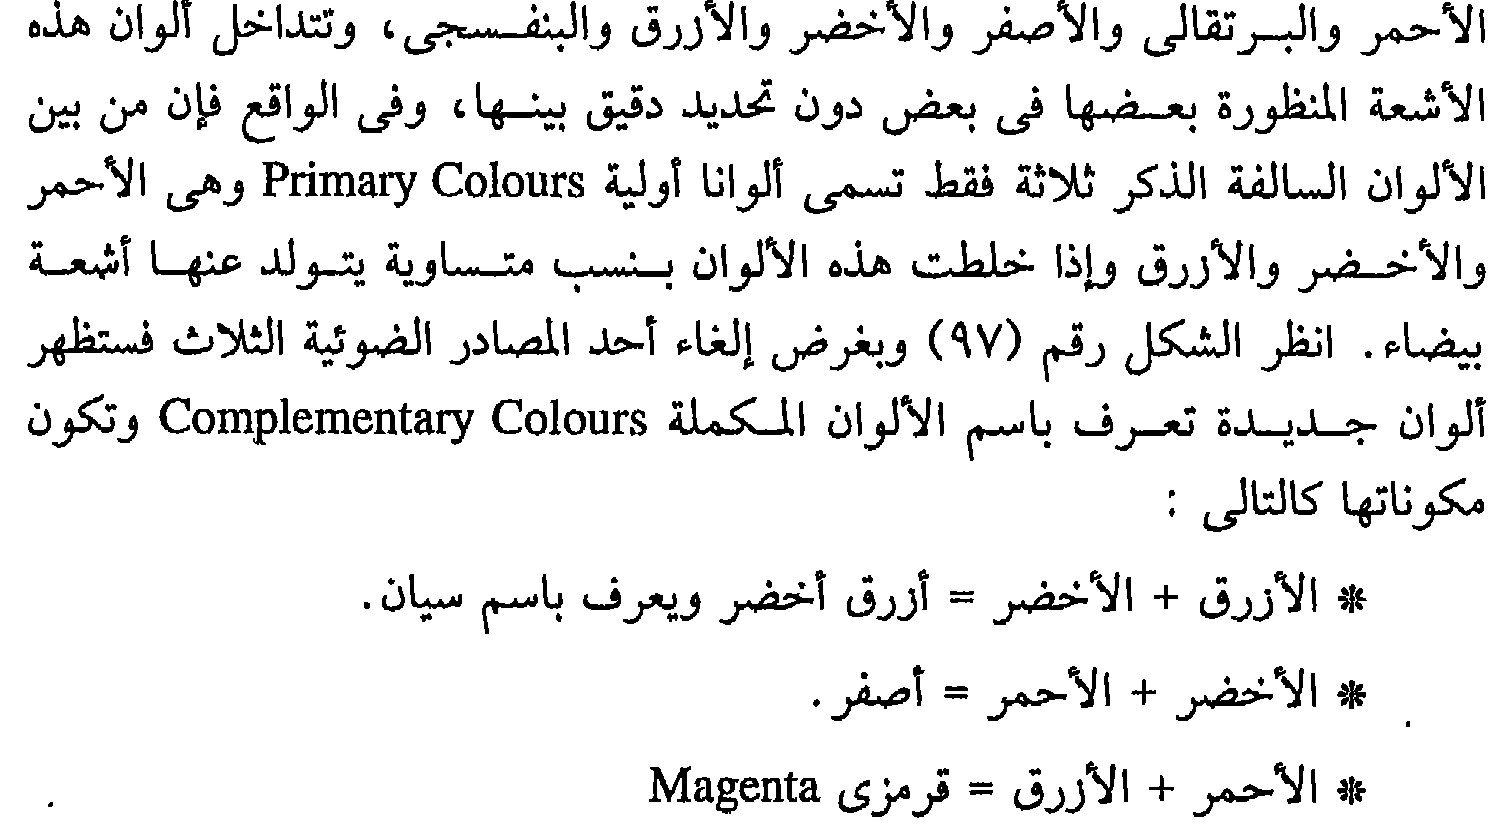 الأحمر والبرتقالى والأصفر والأخضر والأزرق والبنفسجى، وتتداخل ألوان هذه
الأشعة المنظورة بعضها فى بعض دون تحديد دقيق بينها، وفى الواقع فإن من بين
الألوان السالفة الذكر ثلاثة فقط تسمى ألوانا أولية Primary Colours وهى الأحمر
والأخضر والأزرق وإذا خلطت هذه الألوان بنسب متساوية يتولد عنها أشعة
بيضاء. انظر الشكل رقم (٩٧) وبغرض إلغاء أحد المصادر الضوئية الثلاث فستظهر
ألوان جديدة تعرف باسم الألوان المكملة Complementary Colours وتكون
مكوناتها كالتالى :
* الأزرق + الأخضر = أزرق أخضر ويعرف باسم سيان.
* الأخضر + الأحمر = أصفر.
* الأحمر + الأزرق = قرمزى Magenta